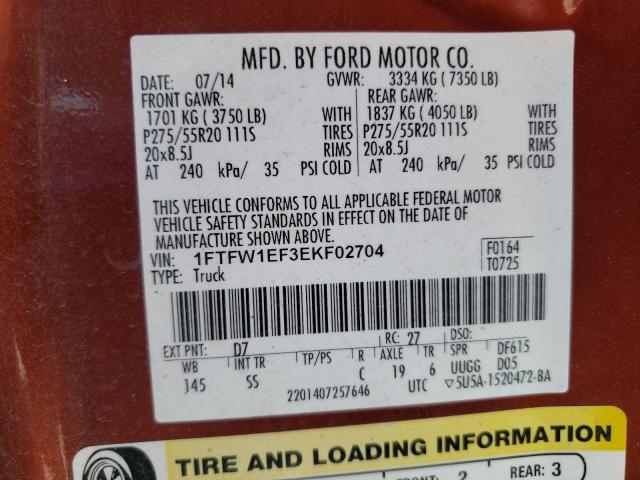 MFD. BY FORD MOTOR CO.
DATE: 07/14 GVWR: 3334 KG ( 7350 LB)
FRONT GAWR: REAR GAWR:
1701 KG ( 3750 LB) WITH 1837 KG ( 4050 LB) WITH
P275/55R20 111S TIRES P275/55R20 111S TIRES
20x8.5J RIMS 20x8.5J RIMS
AT 240 kPa/ 35 PSI COLD AT 240 kPa/ 35 PSI COLD
THIS VEHICLE CONFORMS TO ALL APPLICABLE FEDERAL MOTOR
VEHICLE SAFETY STANDARDS IN EFFECT ON THE DATE OF
MANUFACTURE SHOWN ABOVE.
VIN: 1FTFW1EF3EKF02704 F0164
TYPE: Truck T0725
EXT PNT: D7 RC: 27 DSO:
WB INT TR TP/PS R AXLE TR SPR DF615
145 SS C 19 6 UUGG D05
2201407257646 UTC ▽5U5A-1520472-BA
TIRE AND LOADING INFORMATION
FRONT: 2 REAR: 3